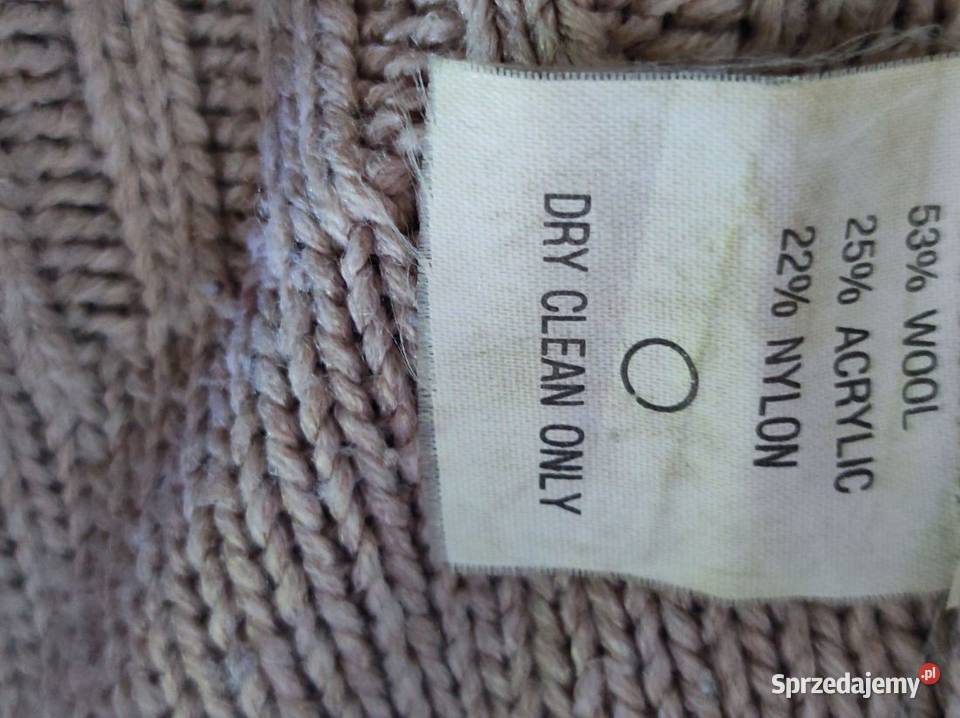 53% WOOL
25% ACRYLIC
22% NYLON
DRY CLEAN ONLY
Sprzedajemy.pl